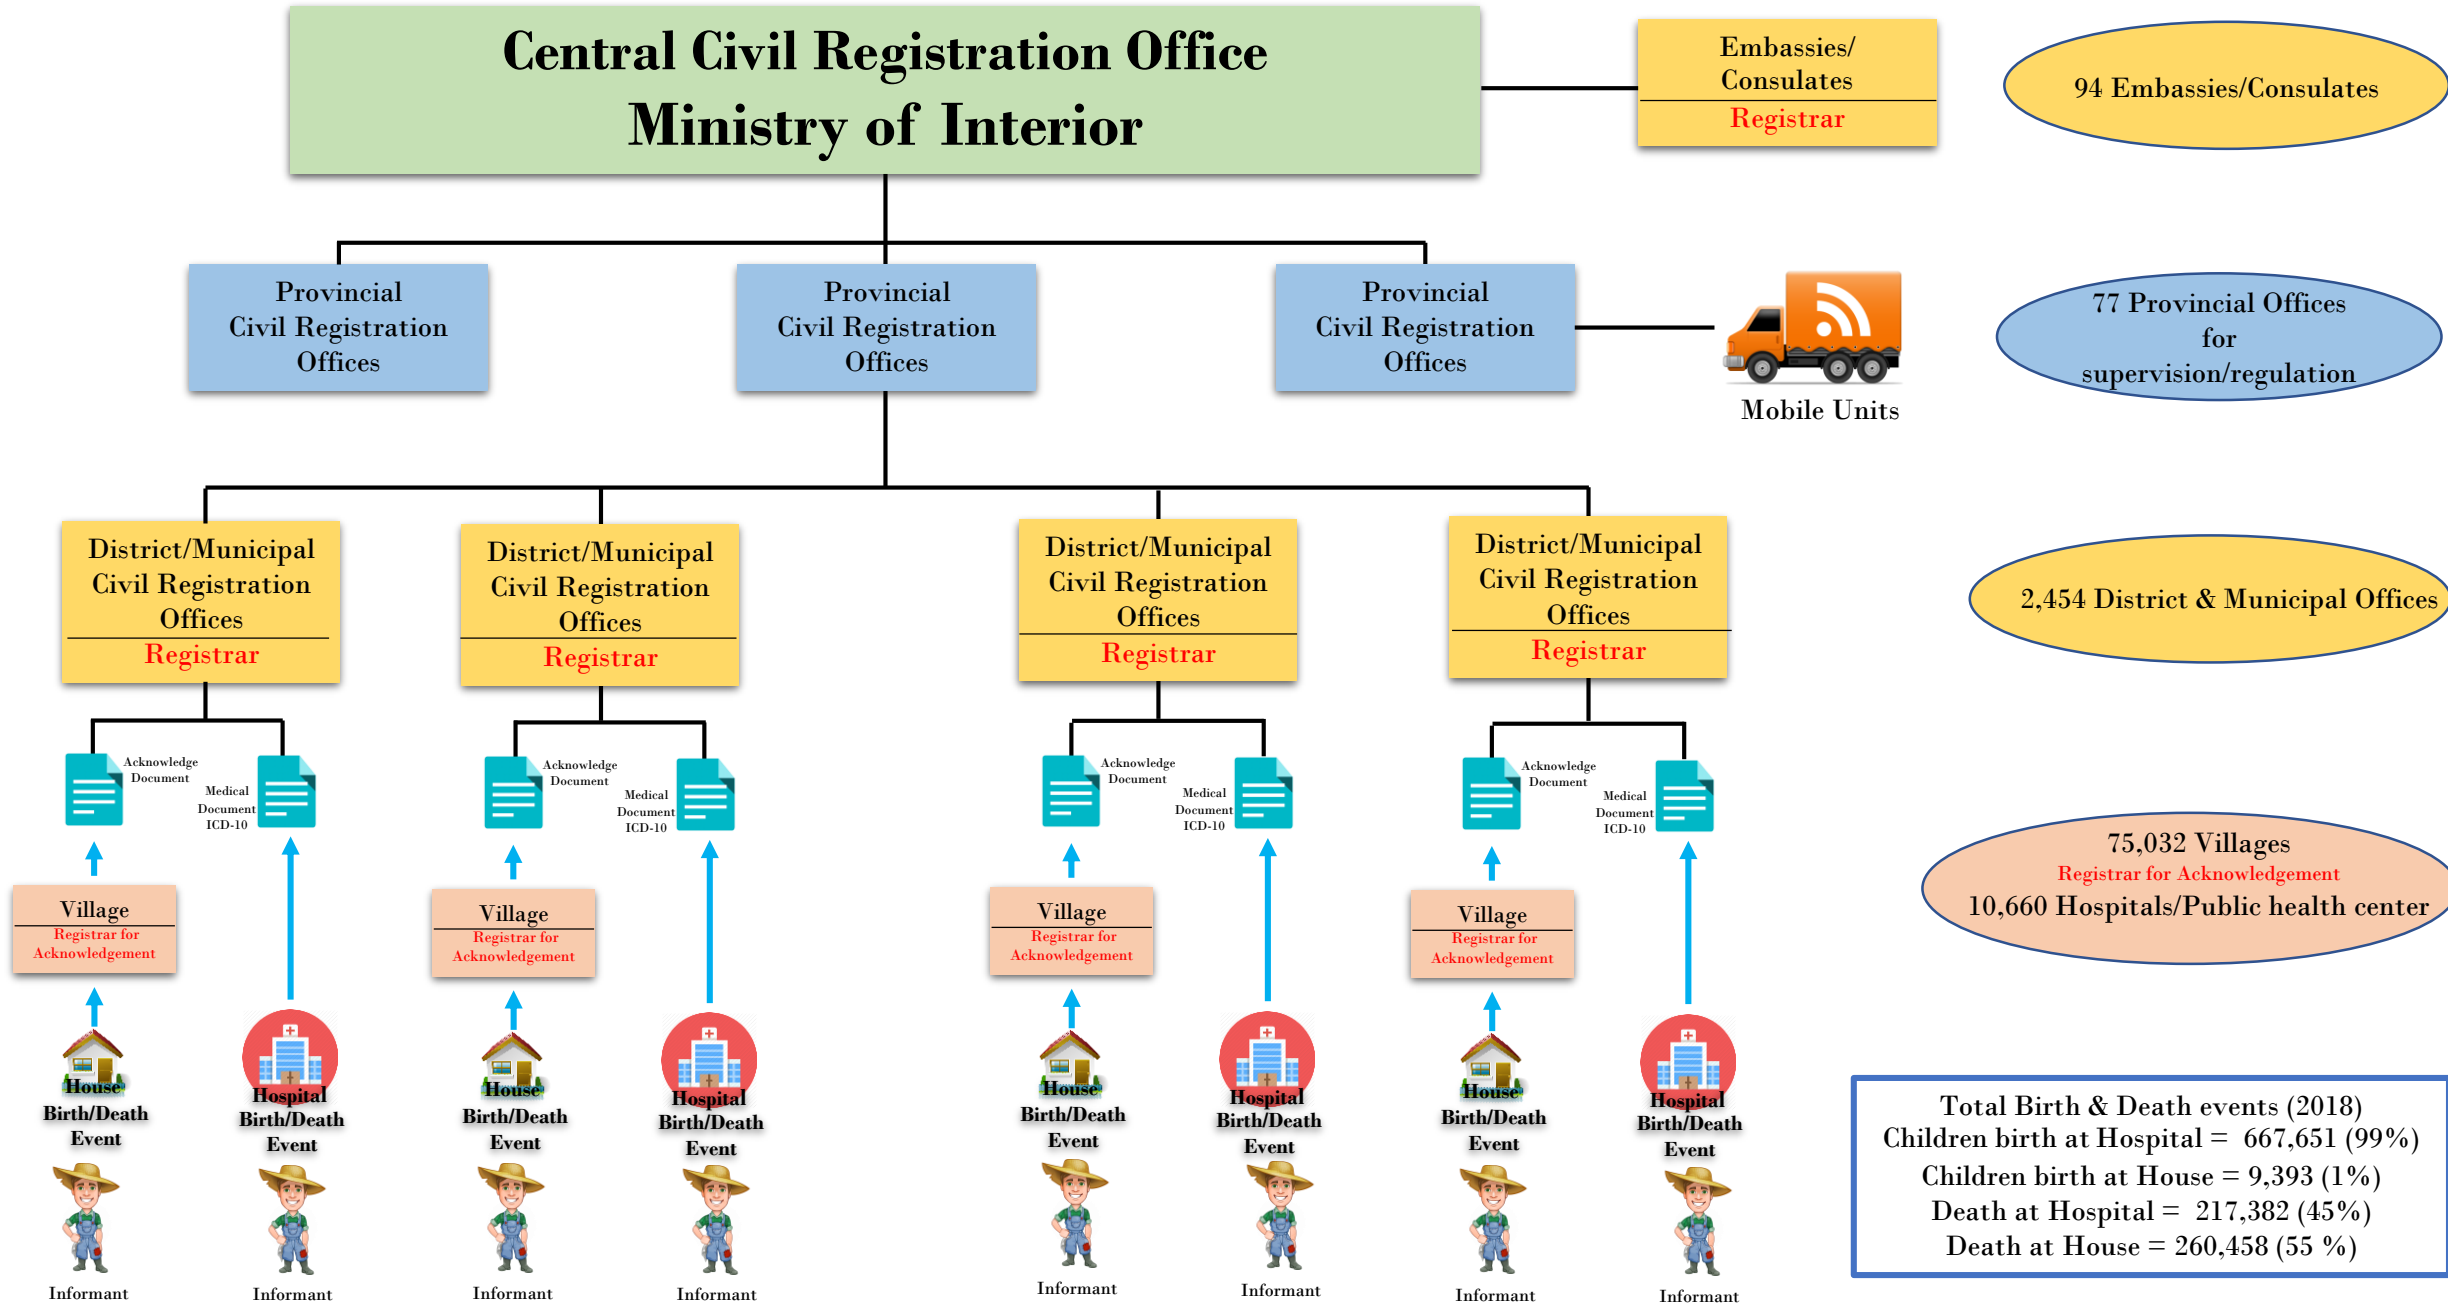 Central Civil Registration Office
Ministry of Interior
Embassies/
Consulates
Registrar
94 Embassies/Consulates
Provincial
Civil Registration
Offices
Provincial
Civil Registration
Offices
Provincial
Civil Registration
Offices
Mobile Units
77 Provincial Offices
for
supervision/regulation
District/Municipal
Civil Registration
Offices
Registrar
District/Municipal
Civil Registration
Offices
Registrar
District/Municipal
Civil Registration
Offices
Registrar
District/Municipal
Civil Registration
Offices
Registrar
2,454 District & Municipal Offices
Acknowledge
Document
Medical
Document
ICD-10
Acknowledge
Document
Medical
Document
ICD-10
Acknowledge
Document
Medical
Document
ICD-10
Acknowledge
Document
Medical
Document
ICD-10
75,032 Villages
Registrar for Acknowledgement
10,660 Hospitals/Public health center
Village
Registrar for
Acknowledgement
Village
Registrar for
Acknowledgement
Village
Registrar for
Acknowledgement
Village
Registrar for
Acknowledgement
House
Birth/Death
Event
Hospital
Birth/Death
Event
House
Birth/Death
Event
Hospital
Birth/Death
Event
House
Birth/Death
Event
Hospital
Birth/Death
Event
House
Birth/Death
Event
Hospital
Birth/Death
Event
Informant
Informant
Informant
Informant
Informant
Informant
Informant
Informant
Total Birth & Death events (2018)
Children birth at Hospital = 667,651 (99%)
Children birth at House = 9,393 (1%)
Death at Hospital = 217,382 (45%)
Death at House = 260,458 (55 %)